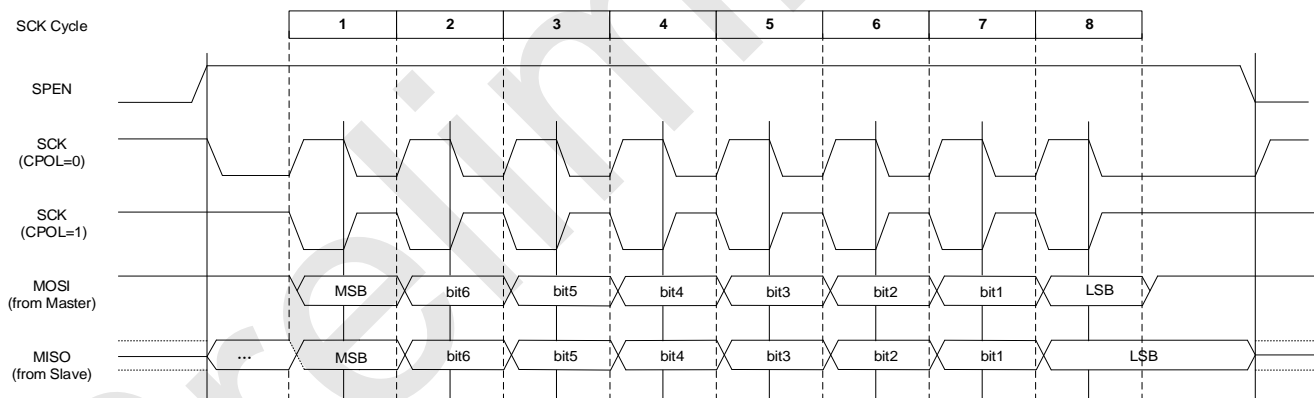 SCK Cycle 1 2 3 4 5 6 7 8
SPEN
SCK
(CPOL=0)
SCK
(CPOL=1)
MOSI
(from Master)
MSB bit6 bit5 bit4 bit3 bit2 bit1 LSB
MISO
(from Slave)
... MSB bit6 bit5 bit4 bit3 bit2 bit1 LSB
relim